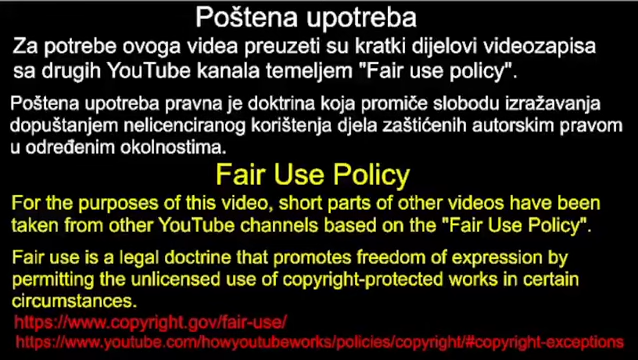 Poštena upotreba
Za potrebe ovoga videa preuzeti su kratki dijelovi videozapisa
sa drugih YouTube kanala temeljem "Fair use policy".
Poštena upotreba pravna je doktrina koja promiče slobodu izražavanja
dopuštanjem nelicenciranog korištenja djela zaštićenih autorskim pravom
u određenim okolnostima.
Fair Use Policy
For the purposes of this video, short parts of other videos have been
taken from other YouTube channels based on the "Fair Use Policy".
Fair use is a legal doctrine that promotes freedom of expression by
permitting the unlicensed use of copyright-protected works in certain
circumstances.
https://www.copyright.gov/fair-use/
https://www.youtube.com/howyoutubeworks/policies/copyright/#copyright-exceptions